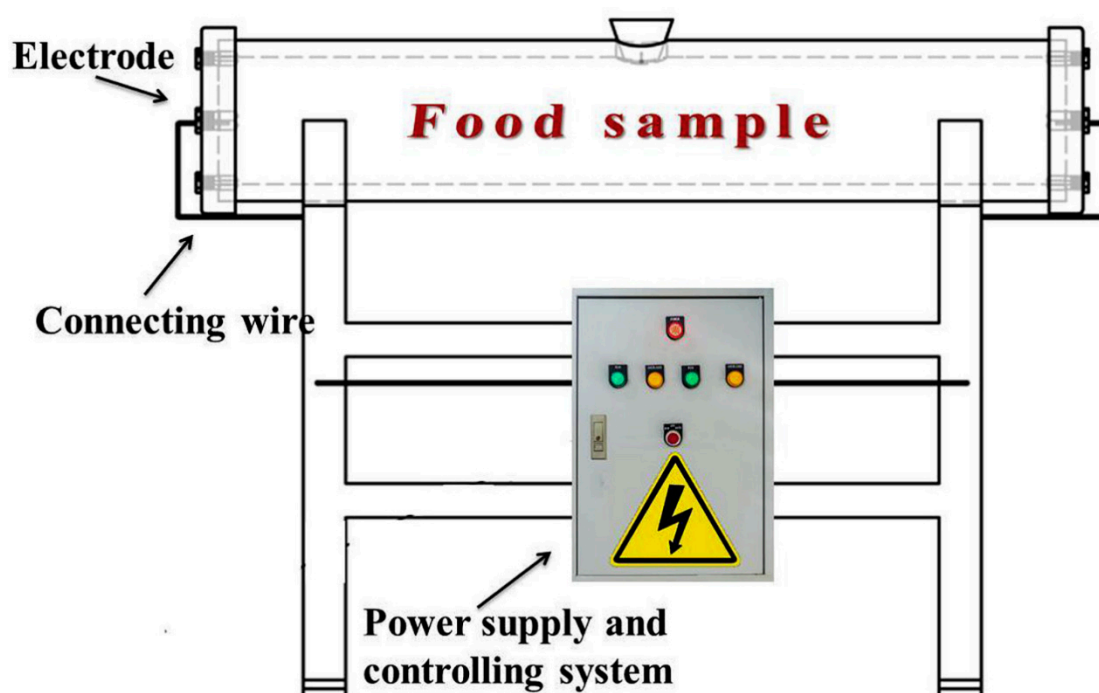 Electrode
Food sample
Connecting wire
Power supply and
controlling system